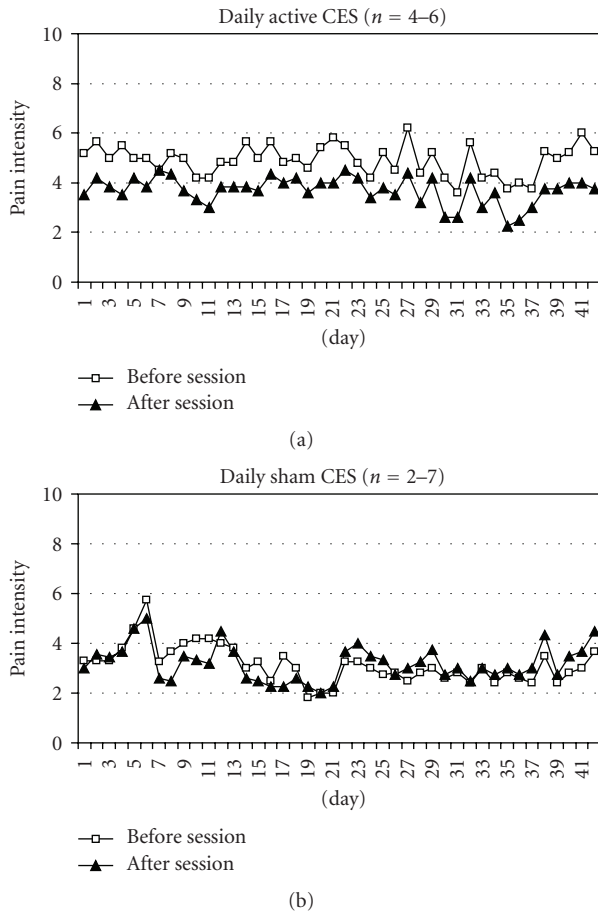 Daily active CES (n = 4–6)
10
8
6
4
2
0
Pain intensity
1 3 5 7 9 11 13 15 17 19 21 23 25 27 29 31 33 35 37 39 41
(day)
Before session
After session
(a)
Daily sham CES (n = 2–7)
10
8
6
4
2
0
Pain intensity
1 3 5 7 9 11 13 15 17 19 21 23 25 27 29 31 33 35 37 39 41
(day)
Before session
After session
(b)